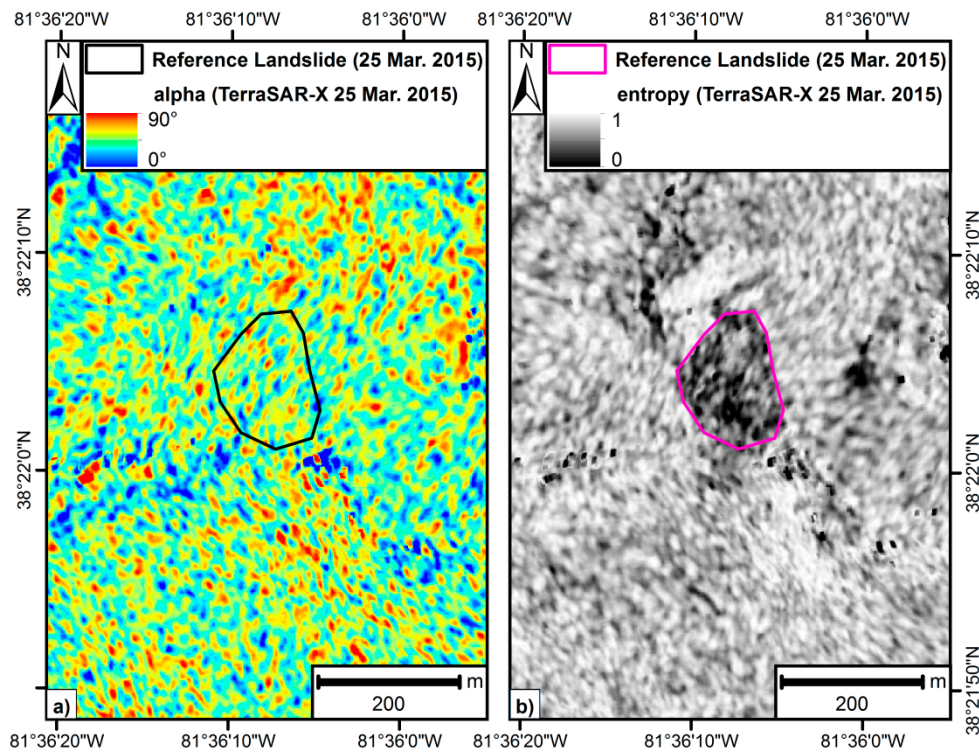 81°36'20"W 81°36'10"W 81°36'0"W 81°36'20"W 81°36'10"W 81°36'0"W
N Reference Landslide (25 Mar. 2015) N Reference Landslide (25 Mar. 2015)
alpha (TerraSAR-X 25 Mar. 2015) entropy (TerraSAR-X 25 Mar. 2015)
90° 1
0° 0
38°22'10"N 38°22'10"N
38°22'0"N 38°22'0"N
38°21'50"N
m m
a) 200 b) 200
81°36'20"W 81°36'10"W 81°36'0"W 81°36'20"W 81°36'10"W 81°36'0"W